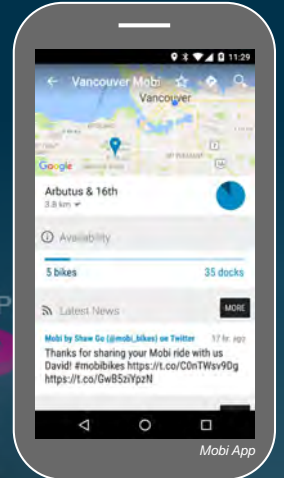 11:29
Vancouver Mobi
Vancouver
Google
Arbutus & 16th
3.8 km
Availability
5 bikes
35 docks
Latest News
MORE
Mobi by Shaw Go (@mobi_bikes) on Twitter
17 hr. ago
Thanks for sharing your Mobi ride with us
David! #mobibikes https://t.co/C0nTWsv9Dg
https://t.co/GwB5ziYpzN
P
Mobi App